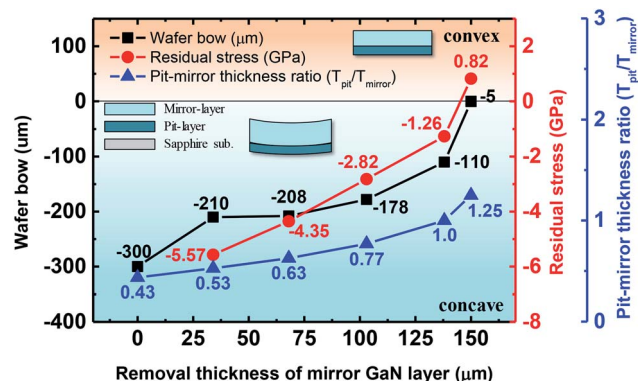 Wafer bow (μm)
Residual stress (GPa)
Pit-mirror thickness ratio (Tpit/Tmirror)
convex
Mirror-layer
Pit-layer
Sapphire sub.
concave
-300
-210
-208
-178
-110
-5
-5.57
-4.35
-2.82
-1.26
0.82
0.43
0.53
0.63
0.77
1.0
1.25
100
0
-100
-200
-300
-400
Wafer bow (um)
0 25 50 75 100 125 150
Removal thickness of mirror GaN layer (μm)
2
0
-2
-4
-6
-8
Residual stress (GPa)
3
2
1
0
Pit-mirror thickness ratio (Tpit/Tmirror)